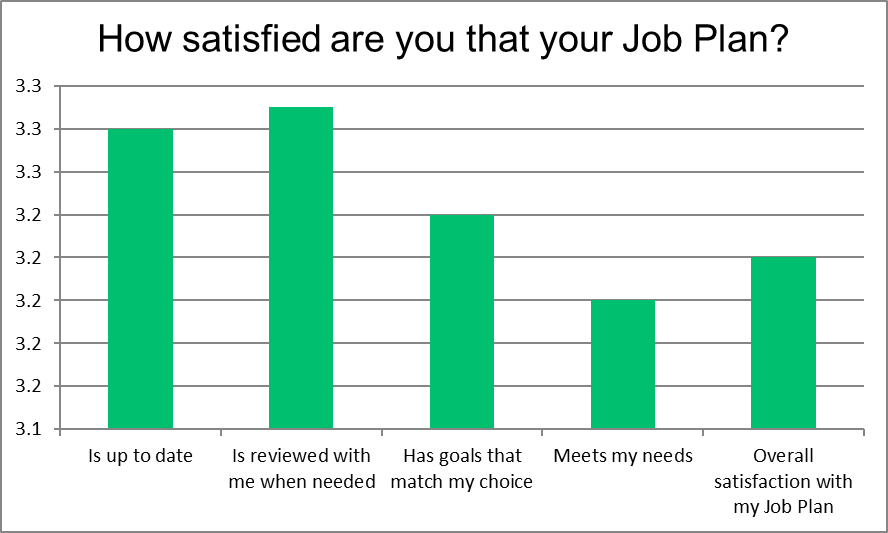 How satisfied are you that your Job Plan?
3.3
3.3
3.3
3.2
3.2
3.2
3.2
3.2
3.1
Is up to date
Is reviewed with
me when needed
Has goals that
match my choice
Meets my needs
Overall
satisfaction with
my Job Plan